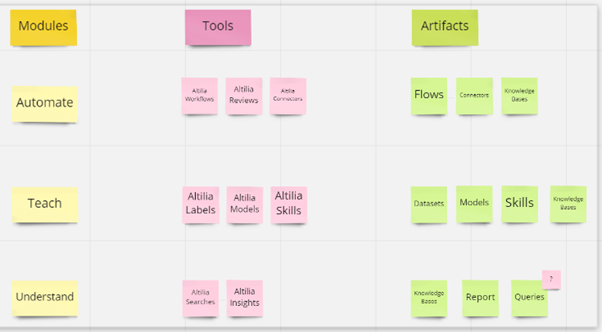 Modules
Tools
Artifacts
Automate
Altilia
Workflows
Altilia
Reviews
Altilia
Connectors
Flows
Connectors
Knowledge
Bases
Teach
Altilia
Labels
Altilia
Models
Altilia
Skills
Datasets
Models
Skills
Knowledge
Bases
Understand
Altilia
Searches
Altilia
Insights
Knowledge
Bases
Report
Queries
?